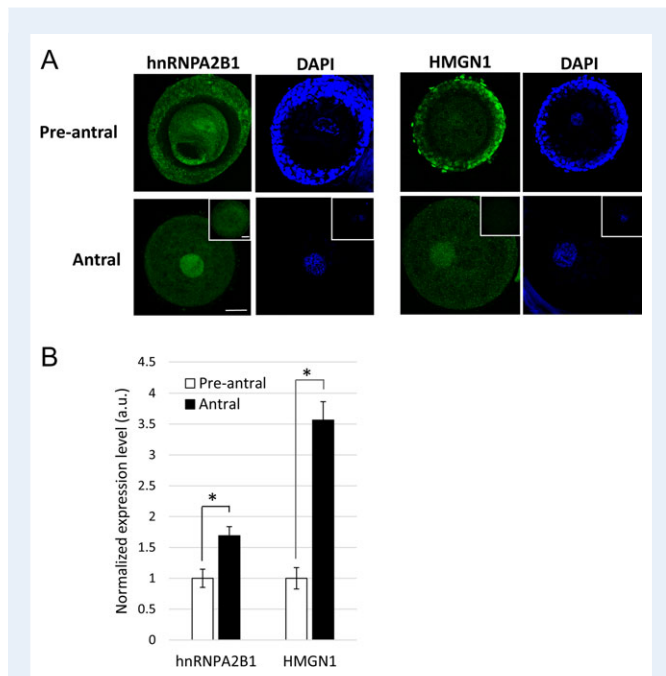 A
hnRNPA2B1 DAPI HMGN1 DAPI
Pre-antral
Antral
B
Normalized expression level (a.u.)
4.5
4
3.5
3
2.5
2
1.5
1
0.5
0
Pre-antral
Antral
*
*
hnRNPA2B1 HMGN1